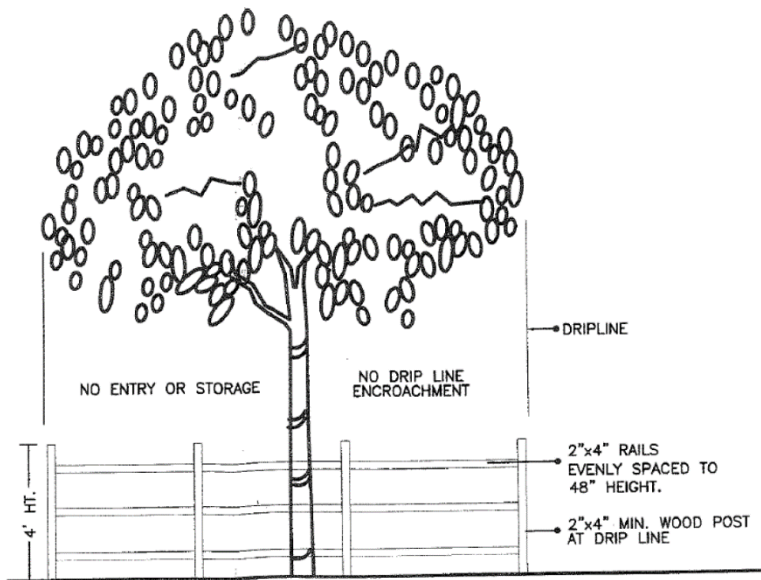 DRIPLINE
NO ENTRY OR STORAGE
NO DRIP LINE
ENCROACHMENT
4' HT.
2"x4" RAILS
EVENLY SPACED TO
48" HEIGHT.
2"x4" MIN. WOOD POST
AT DRIP LINE